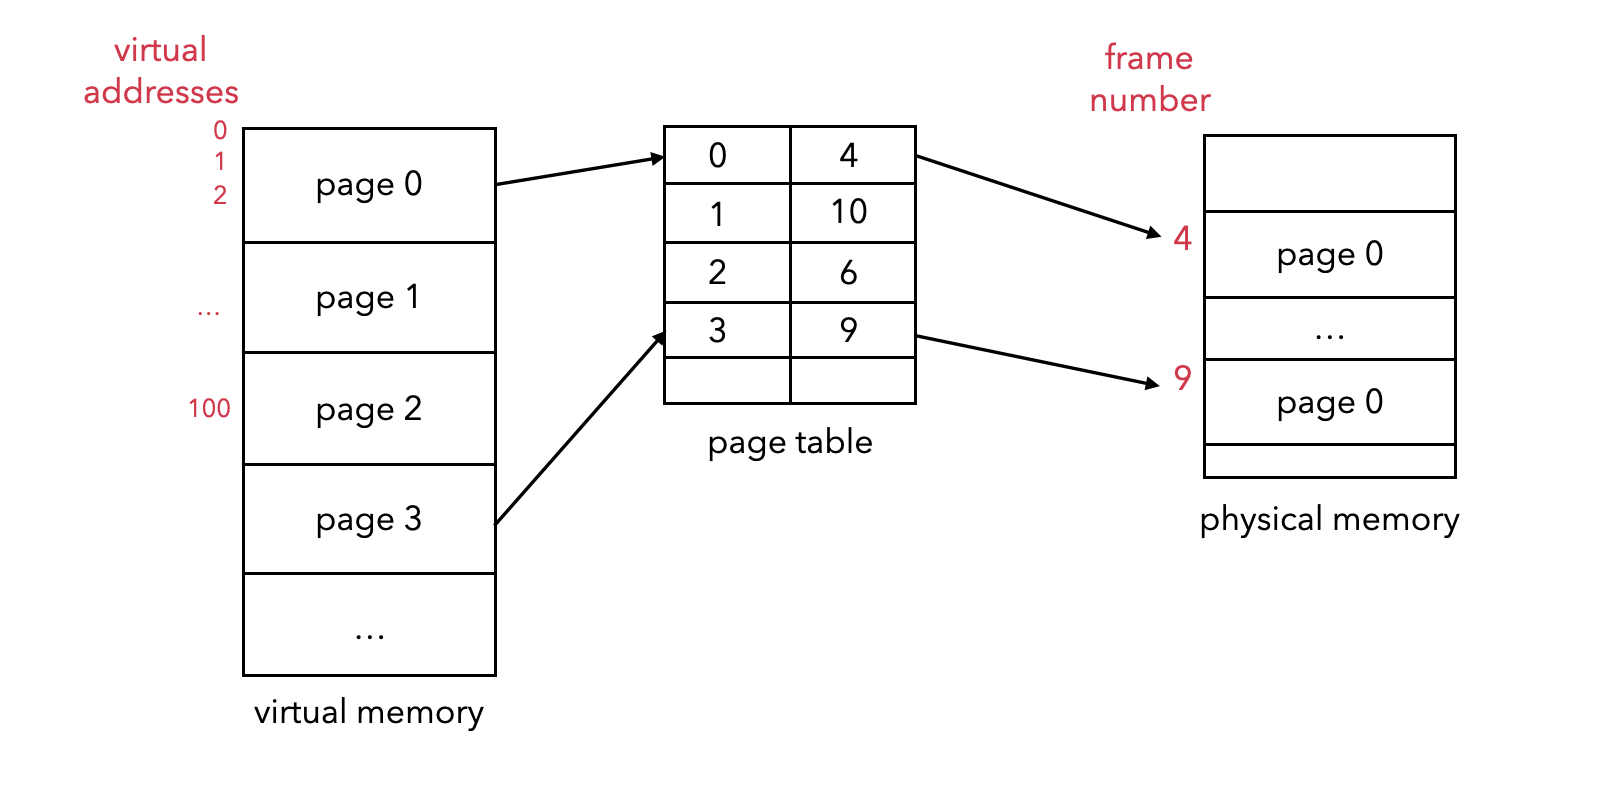 virtual
addresses
0
1
2
...
100
page 0
page 1
page 2
page 3
...
virtual memory
0 4
1 10
2 6
3 9
page table
frame
number
4
9
page 0
...
page 0
physical memory